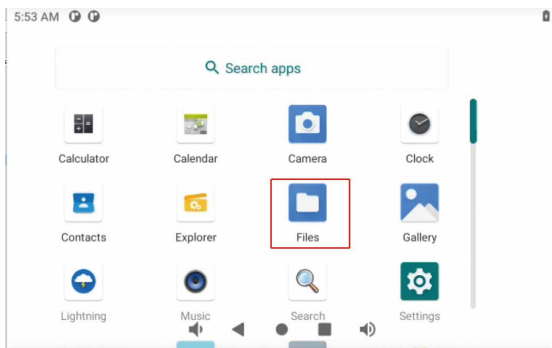 5:53 AM
Search apps
Calculator Calendar Camera Clock
Contacts Explorer Files Gallery
Lightning Music Search Settings